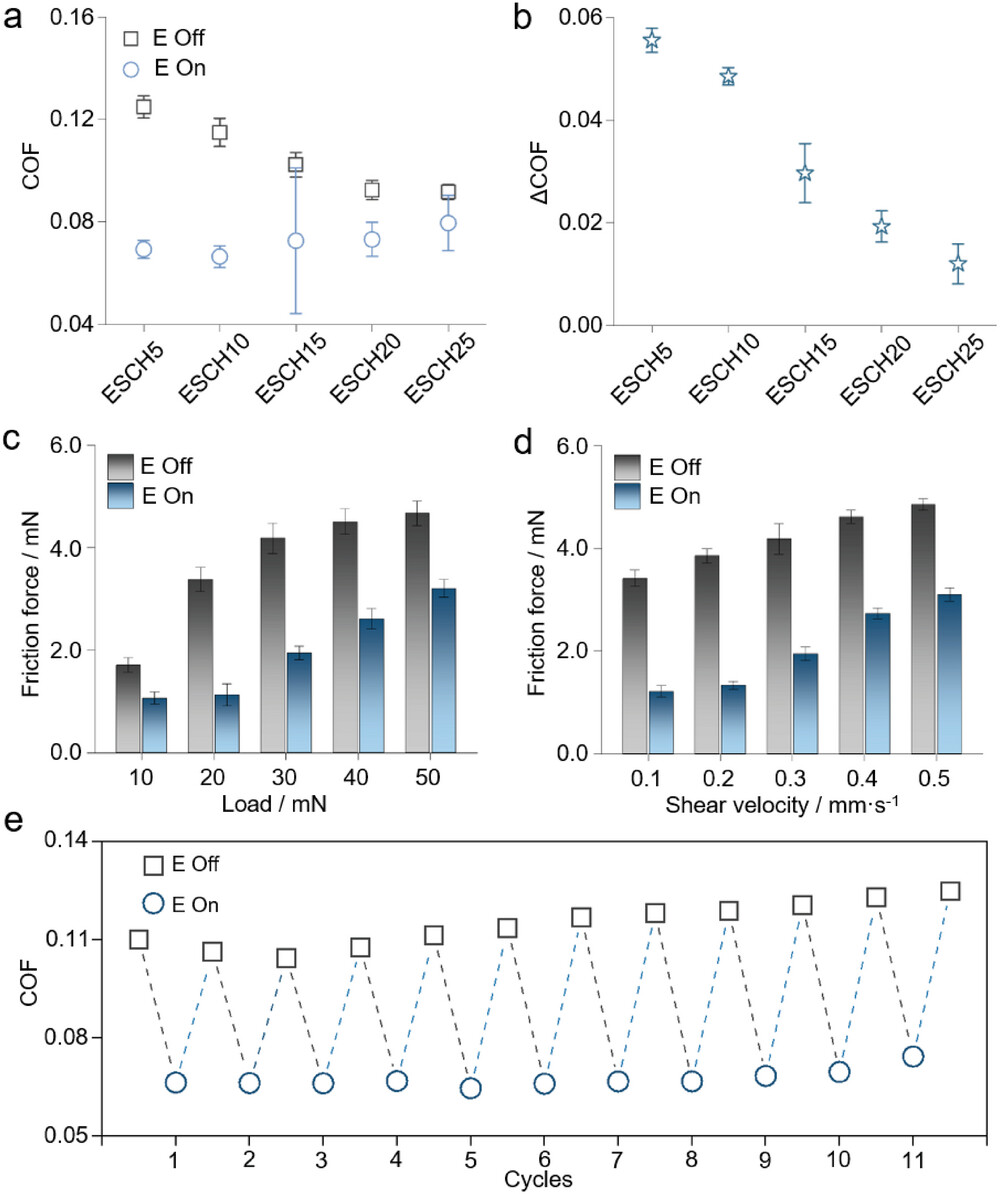 a
0.16
0.12
0.08
0.04
COF
E Off
E On
ESCH5
ESCH10
ESCH15
ESCH20
ESCH25
b
0.06
0.04
0.02
0.00
ΔCOF
ESCH5
ESCH10
ESCH15
ESCH20
ESCH25
c
6.0
4.0
2.0
0.0
Friction force / mN
E Off
E On
10 20 30 40 50
Load / mN
d
6.0
4.0
2.0
0.0
Friction force / mN
E Off
E On
0.1 0.2 0.3 0.4 0.5
Shear velocity / mm·s⁻¹
e
0.14
0.11
0.08
0.05
COF
E Off
E On
1 2 3 4 5 6 7 8 9 10 11
Cycles